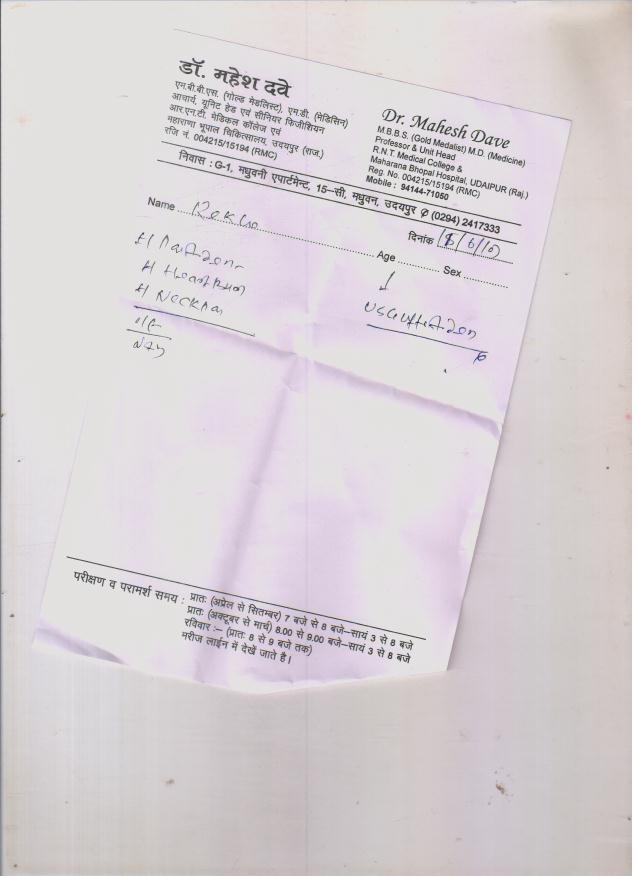 डॉ. महेश दवे
एम.बी.बी.एस. (गोल्ड मेडलिस्ट), एम.डी. (मेडिसिन)
आचार्य, यूनिट हेड एवं सीनियर फिजीशियन
आर.एन.टी. मेडिकल कॉलेज एवं
महाराणा भूपाल चिकित्सालय, उदयपुर (राज.)
रजि नं. 004215/15194 (RMC)
Dr. Mahesh Dave
M.B.B.S. (Gold Medalist) M.D. (Medicine)
Professor & Unit Head
R.N.T. Medical College &
Maharana Bhopal Hospital, UDAIPUR (Raj.)
Reg. No. 004215/15194 (RMC)
Mobile : 94144-71050
निवास : G-1, मधुवनी एपार्टमेन्ट, 15-सी, मधुवन, उदयपुर ✆ (0294) 2417333
दिनांक
Name Age Sex
परीक्षण व परामर्श समय : प्रातः (अप्रेल से सितम्बर) 7 बजे से 8 बजे-सायं 3 से 8 बजे
प्रातः (अक्टूबर से मार्च) 8.00 से 9.00 बजे-सायं 3 से 8 बजे
रविवार :- (प्रातः 8 से 9 बजे तक)
मरीज लाईन में देखें जाते है।